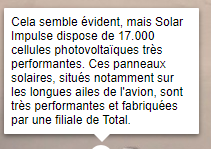 Cela semble évident, mais Solar
Impulse dispose de 17.000
cellules photovoltaïques très
performantes. Ces panneaux
solaires, situés notamment sur
les longues ailes de l'avion, sont
très performantes et fabriquées
par une filiale de Total.